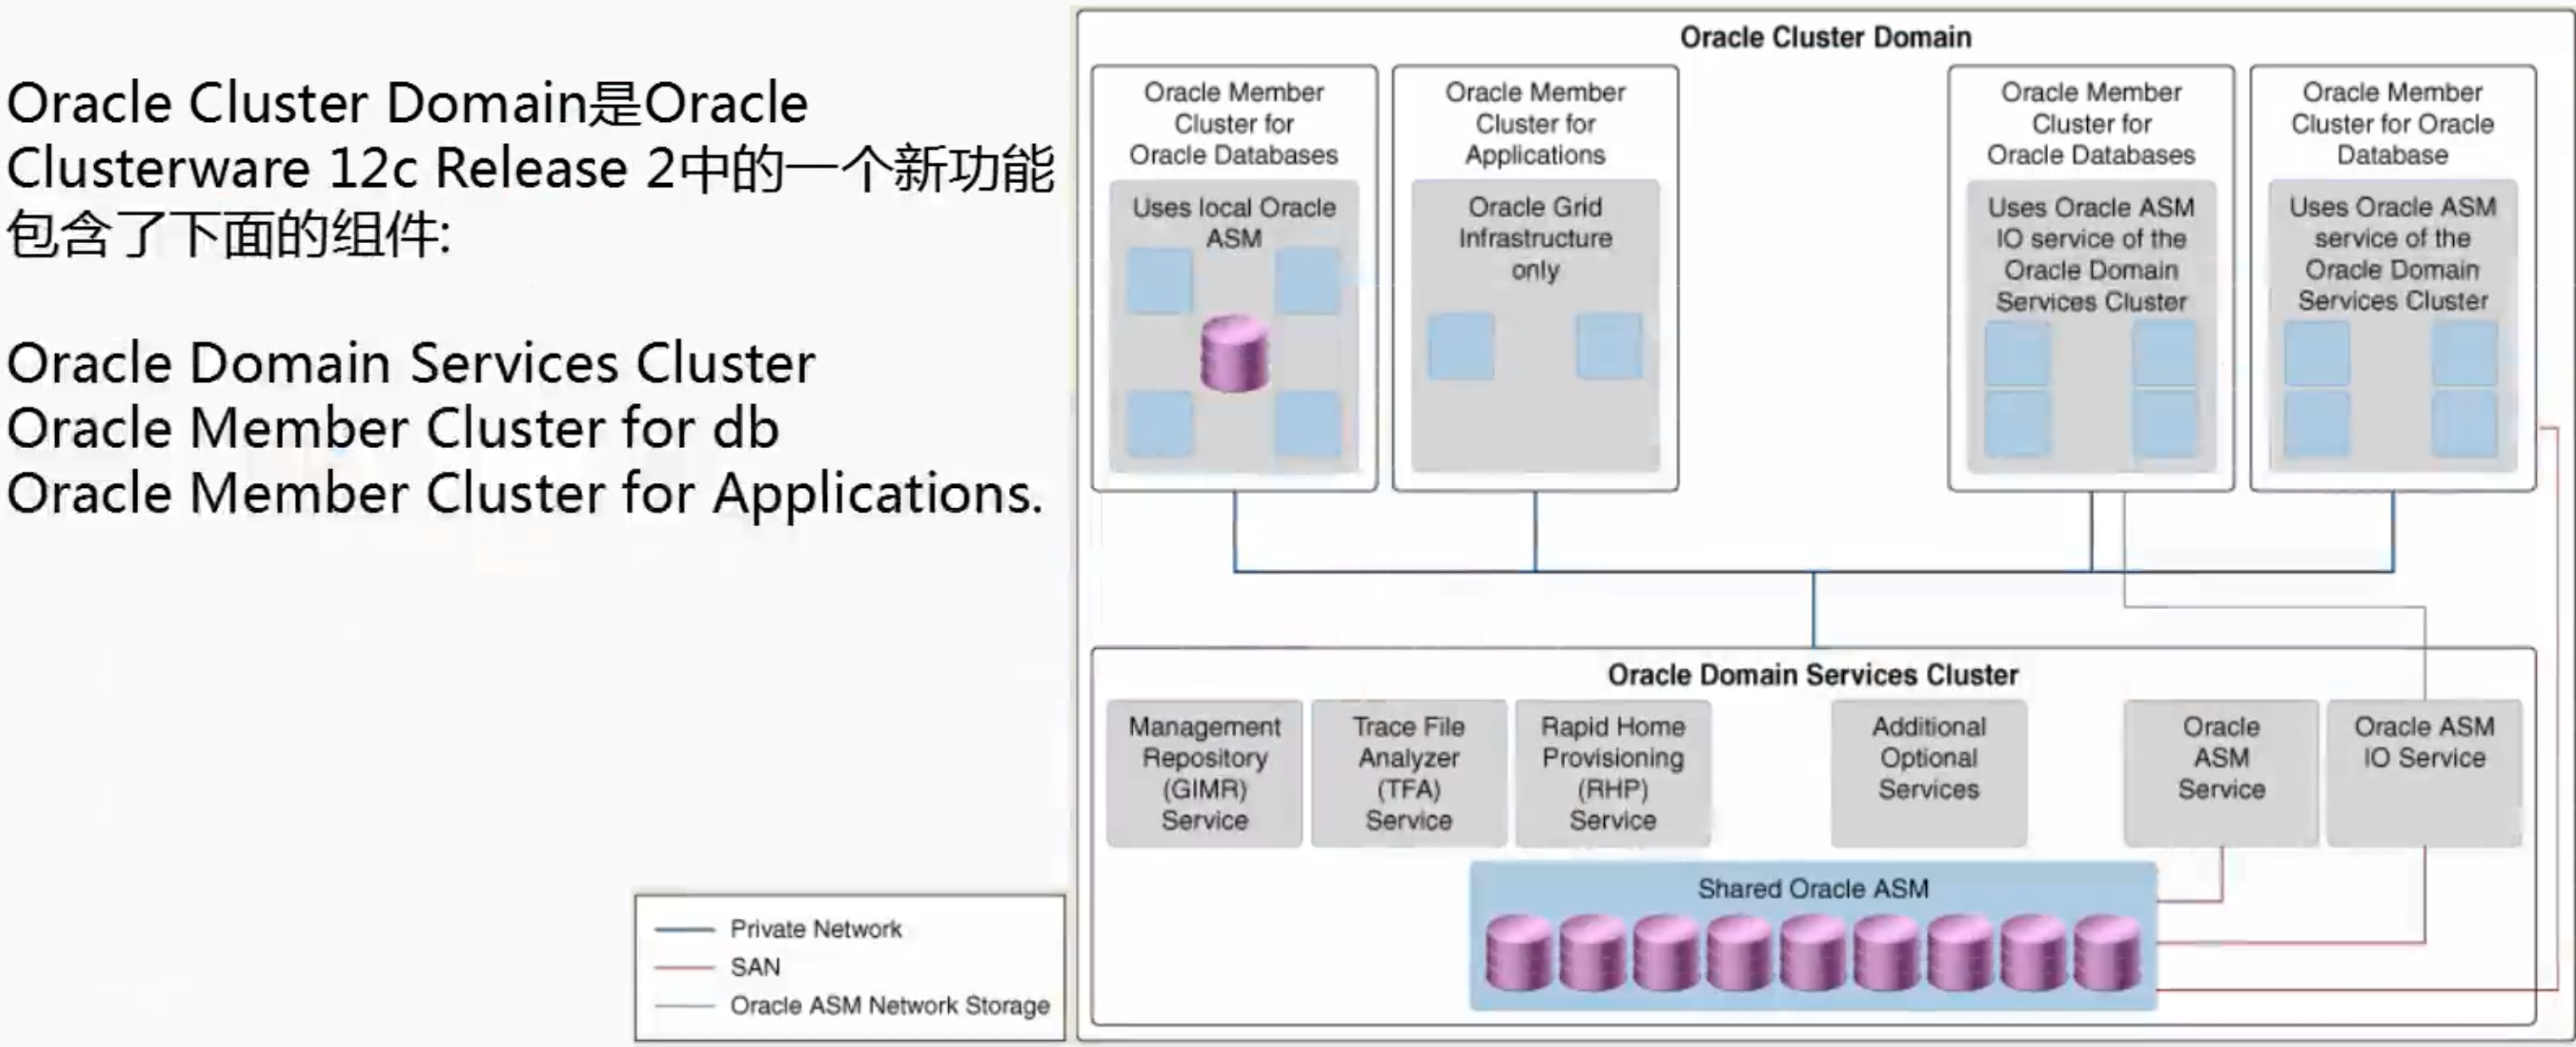 Oracle Cluster Domain是Oracle
Clusterware 12c Release 2中的一个新功能
包含了下面的组件:
Oracle Domain Services Cluster
Oracle Member Cluster for db
Oracle Member Cluster for Applications.
Oracle Cluster Domain
Oracle Member
Cluster for
Oracle Databases
Uses local Oracle
ASM
Oracle Member
Cluster for
Applications
Oracle Grid
Infrastructure
only
Oracle Member
Cluster for
Oracle Databases
Uses Oracle ASM
IO service of the
Oracle Domain
Services Cluster
Oracle Member
Cluster for Oracle
Database
Uses Oracle ASM
service of the
Oracle Domain
Services Cluster
Oracle Domain Services Cluster
Management
Repository
(GIMR)
Service
Trace File
Analyzer
(TFA)
Service
Rapid Home
Provisioning
(RHP)
Service
Additional
Optional
Services
Oracle
ASM
Service
Oracle ASM
IO Service
Shared Oracle ASM
Private Network
SAN
Oracle ASM Network Storage